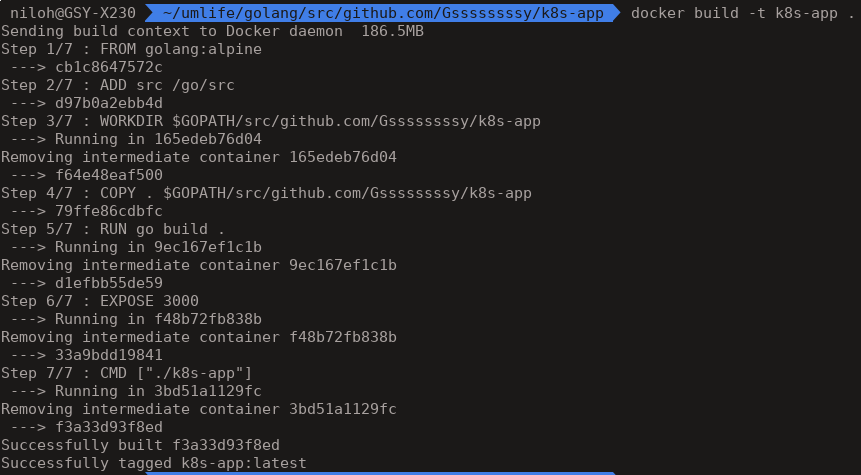 niloh@GSY-X230 ~/umlife/golang/src/github.com/Gsssssssssy/k8s-app docker build -t k8s-app .
Sending build context to Docker daemon  186.5MB
Step 1/7 : FROM golang:alpine
 ---> cb1c8647572c
Step 2/7 : ADD src /go/src
 ---> d97b0a2ebb4d
Step 3/7 : WORKDIR $GOPATH/src/github.com/Gsssssssssy/k8s-app
 ---> Running in 165edeb76d04
Removing intermediate container 165edeb76d04
 ---> f64e48eaf500
Step 4/7 : COPY . $GOPATH/src/github.com/Gsssssssssy/k8s-app
 ---> 79ffe86cdbfc
Step 5/7 : RUN go build .
 ---> Running in 9ec167ef1c1b
Removing intermediate container 9ec167ef1c1b
 ---> d1efbb55de59
Step 6/7 : EXPOSE 3000
 ---> Running in f48b72fb838b
Removing intermediate container f48b72fb838b
 ---> 33a9bdd19841
Step 7/7 : CMD ["./k8s-app"]
 ---> Running in 3bd51a1129fc
Removing intermediate container 3bd51a1129fc
 ---> f3a33d93f8ed
Successfully built f3a33d93f8ed
Successfully tagged k8s-app:latest